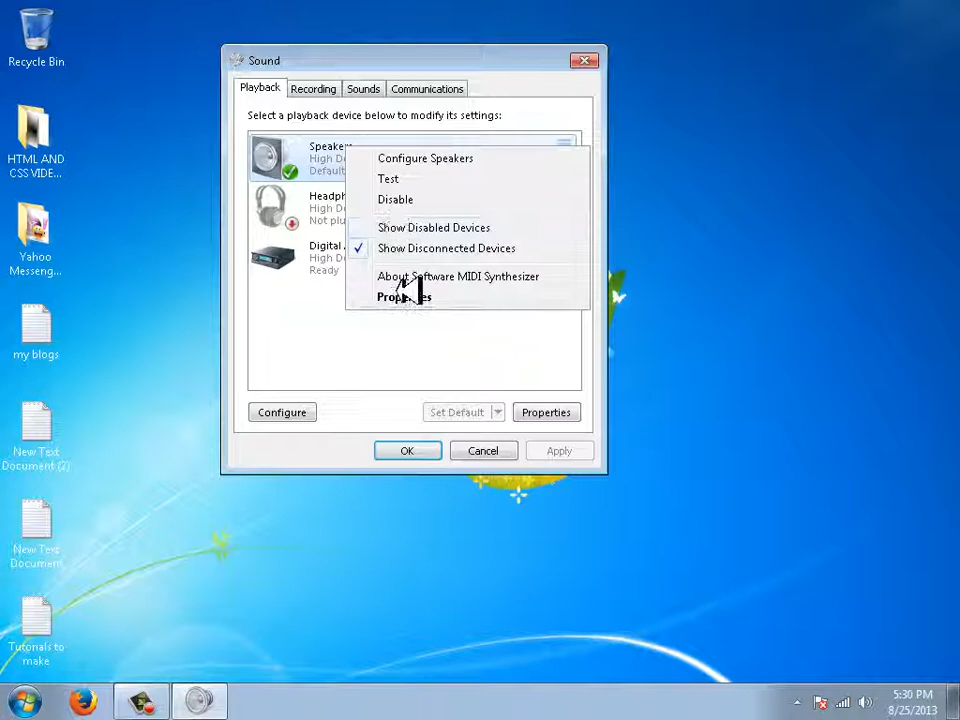 Recycle Bin
HTML AND
CSS VIDE...
Yahoo
Messeng...
my blogs
New Text
Document (2)
New Text
Document
Tutorials to
make
Sound
Playback
Recording
Sounds
Communications
Select a playback device below to modify its settings:
Speakers
High De
Default
Headph
High De
Not plu
Digital
High De
Ready
Configure Speakers
Test
Disable
Show Disabled Devices
Show Disconnected Devices
About Software MIDI Synthesizer
Properties
Configure
Set Default
Properties
OK
Cancel
Apply
5:30 PM
8/25/2013